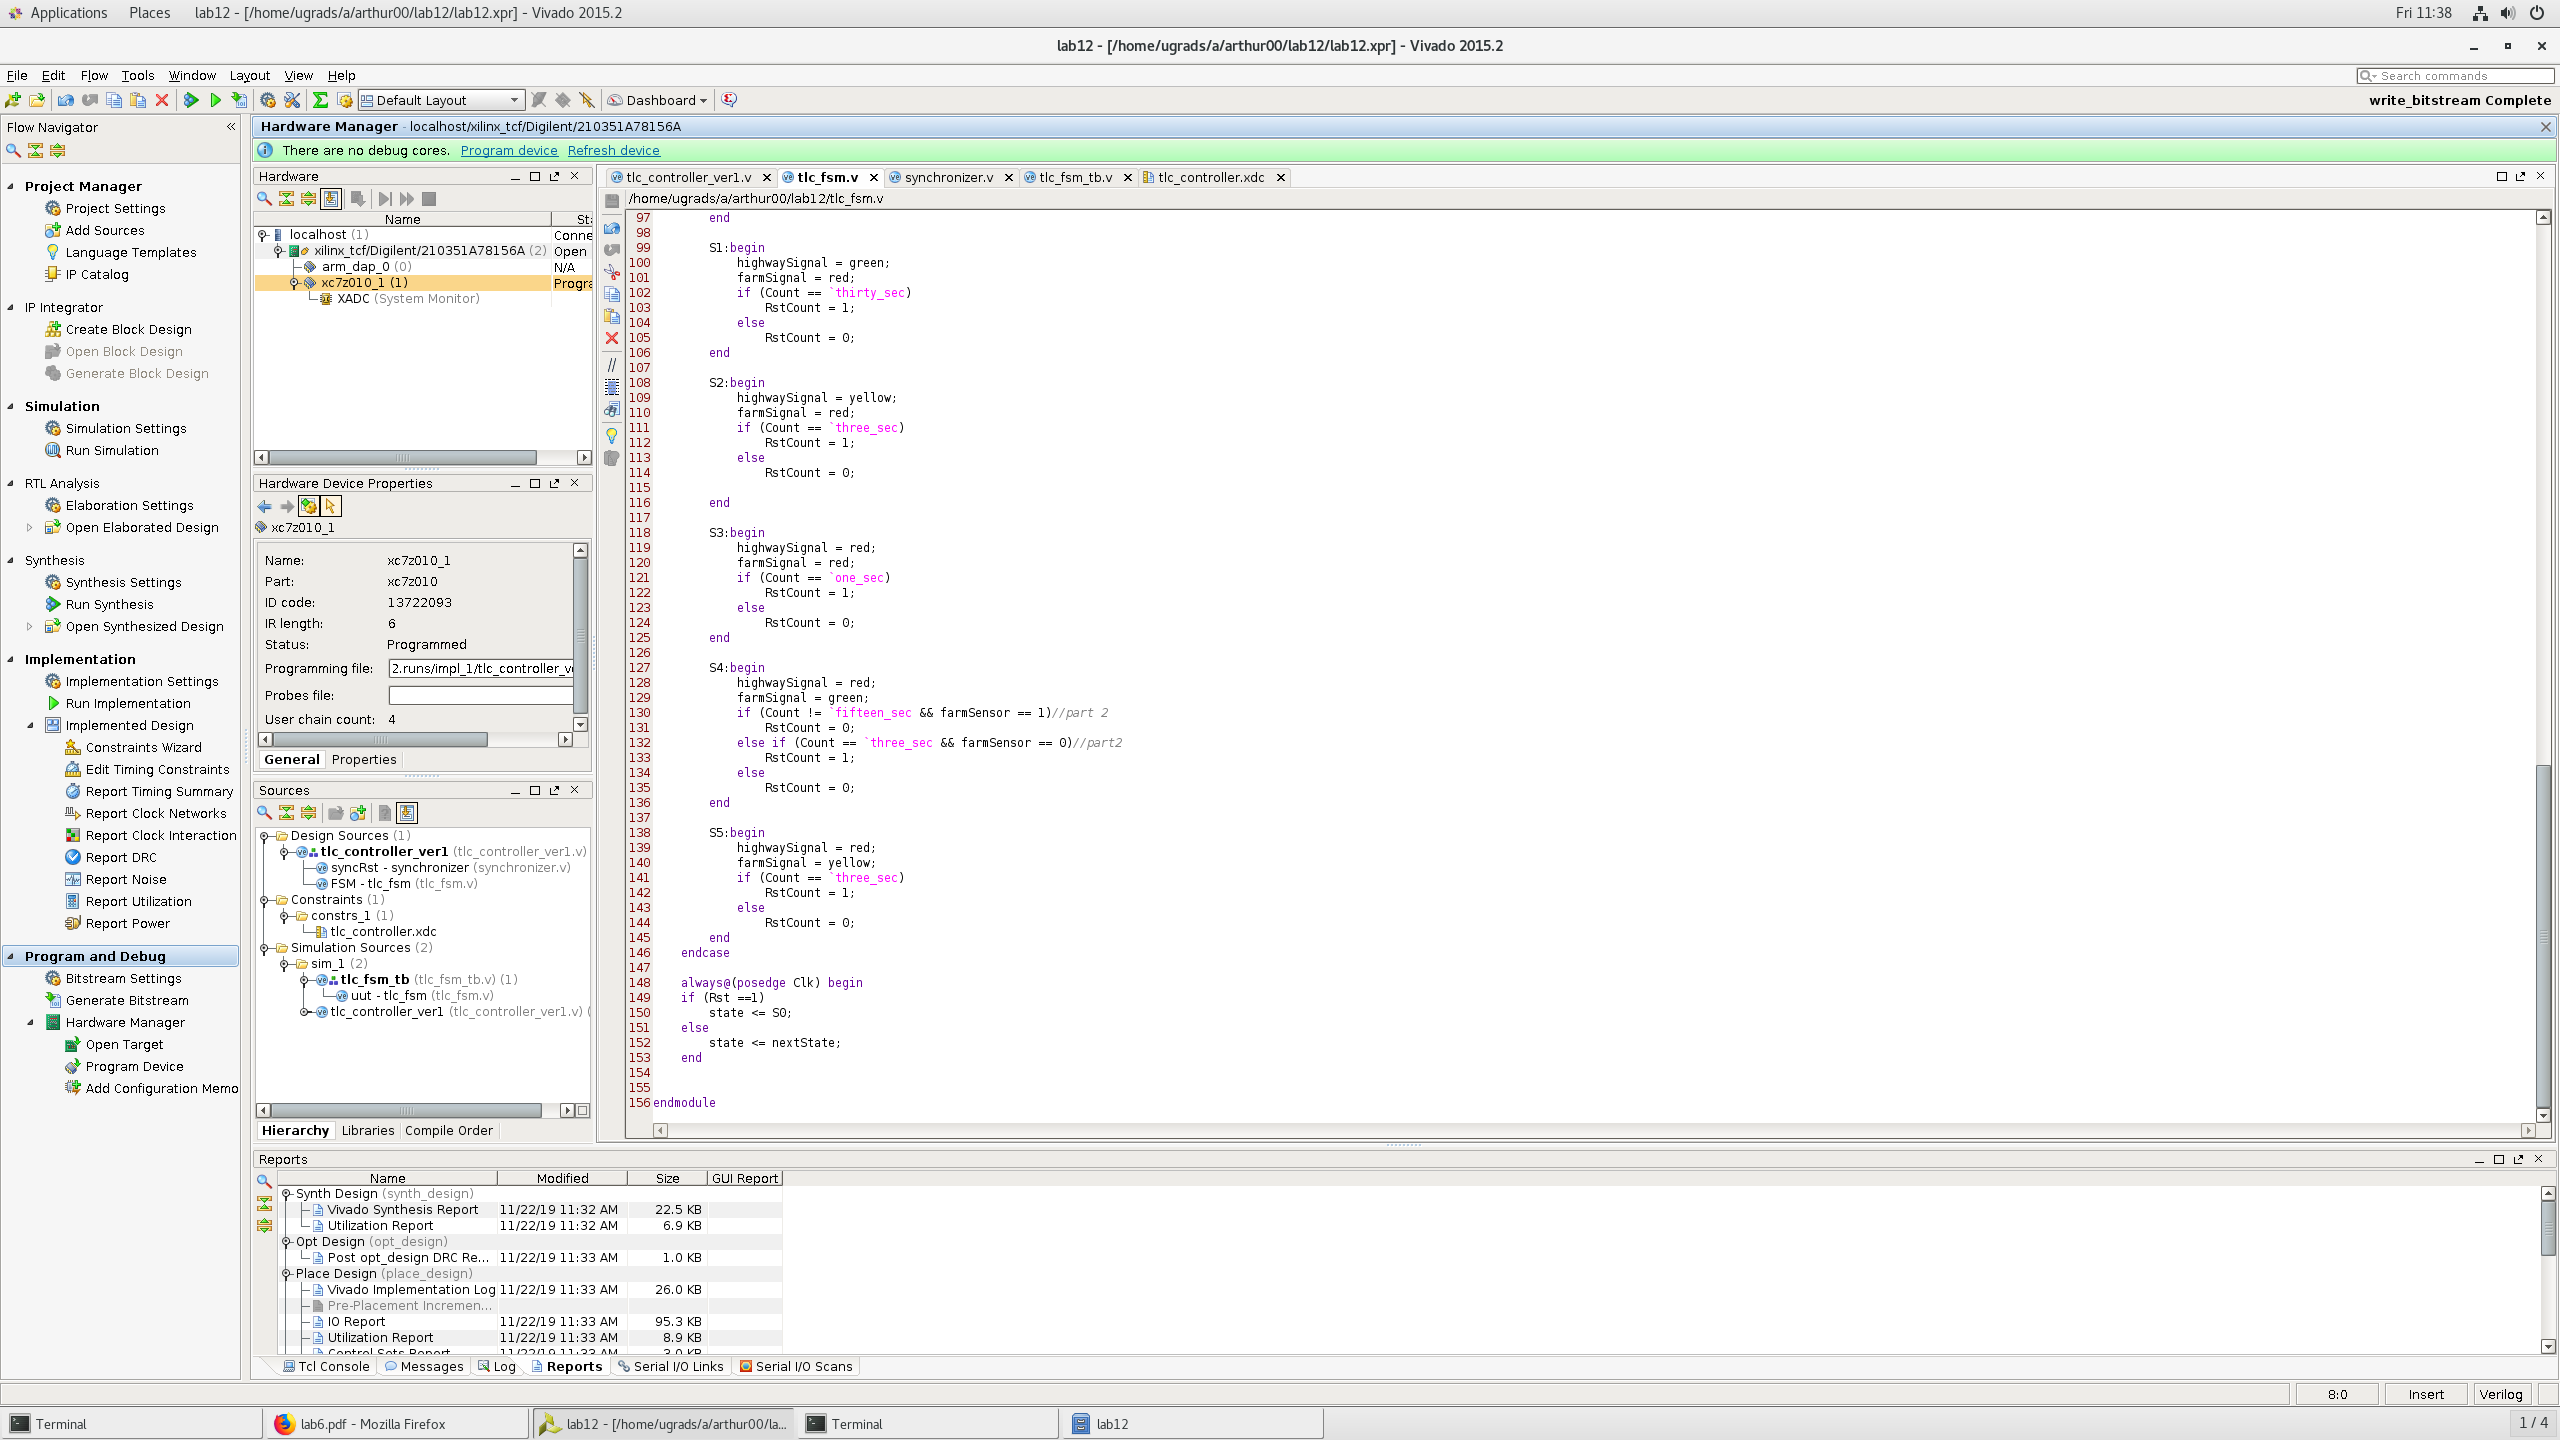 Applications Places lab12 - [/home/ugrads/a/arthur00/lab12/lab12.xpr] - Vivado 2015.2 Fri 11:38
lab12 - [/home/ugrads/a/arthur00/lab12/lab12.xpr] - Vivado 2015.2
File Edit Flow Tools Window Layout View Help Search commands
Default Layout Dashboard write_bitstream Complete
Flow Navigator
Project Manager
Project Settings
Add Sources
Language Templates
IP Catalog
IP Integrator
Create Block Design
Open Block Design
Generate Block Design
Simulation
Simulation Settings
Run Simulation
RTL Analysis
Elaboration Settings
Open Elaborated Design
Synthesis
Synthesis Settings
Run Synthesis
Open Synthesized Design
Implementation
Implementation Settings
Run Implementation
Implemented Design
Constraints Wizard
Edit Timing Constraints
Report Timing Summary
Report Clock Networks
Report Clock Interaction
Report DRC
Report Noise
Report Utilization
Report Power
Program and Debug
Bitstream Settings
Generate Bitstream
Hardware Manager
Open Target
Program Device
Add Configuration Memo
Hardware Manager - localhost/xilinx_tcf/Digilent/210351A78156A
There are no debug cores. Program device Refresh device
Hardware
Name Sta
localhost (1) Conne
xilinx_tcf/Digilent/210351A78156A (2) Open
arm_dap_0 (0) N/A
xc7z010_1 (1) Progra
XADC (System Monitor)
Hardware Device Properties
xc7z010_1
Name: xc7z010_1
Part: xc7z010
ID code: 13722093
IR length: 6
Status: Programmed
Programming file: 2.runs/impl_1/tlc_controller_ve
Probes file:
User chain count: 4
General Properties
Sources
Design Sources (1)
tlc_controller_ver1 (tlc_controller_ver1.v)
syncRst - synchronizer (synchronizer.v)
FSM - tlc_fsm (tlc_fsm.v)
Constraints (1)
constrs_1 (1)
tlc_controller.xdc
Simulation Sources (2)
sim_1 (2)
tlc_fsm_tb (tlc_fsm_tb.v) (1)
uut - tlc_fsm (tlc_fsm.v)
tlc_controller_ver1 (tlc_controller_ver1.v) (
Hierarchy Libraries Compile Order
tlc_controller_ver1.v tlc_fsm.v synchronizer.v tlc_fsm_tb.v tlc_controller.xdc
/home/ugrads/a/arthur00/lab12/tlc_fsm.v
97 end
98
99 S1:begin
100 highwaySignal = green;
101 farmSignal = red;
102 if (Count == `thirty_sec)
103 RstCount = 1;
104 else
105 RstCount = 0;
106 end
107
108 S2:begin
109 highwaySignal = yellow;
110 farmSignal = red;
111 if (Count == `three_sec)
112 RstCount = 1;
113 else
114 RstCount = 0;
115
116 end
117
118 S3:begin
119 highwaySignal = red;
120 farmSignal = red;
121 if (Count == `one_sec)
122 RstCount = 1;
123 else
124 RstCount = 0;
125 end
126
127 S4:begin
128 highwaySignal = red;
129 farmSignal = green;
130 if (Count != `fifteen_sec && farmSensor == 1)//part 2
131 RstCount = 0;
132 else if (Count == `three_sec && farmSensor == 0)//part2
133 RstCount = 1;
134 else
135 RstCount = 0;
136 end
137
138 S5:begin
139 highwaySignal = red;
140 farmSignal = yellow;
141 if (Count == `three_sec)
142 RstCount = 1;
143 else
144 RstCount = 0;
145 end
146 endcase
147
148 always@(posedge Clk) begin
149 if (Rst ==1)
150 state <= S0;
151 else
152 state <= nextState;
153 end
154
155
156 endmodule
Reports
Name Modified Size GUI Report
Synth Design (synth_design)
Vivado Synthesis Report 11/22/19 11:32 AM 22.5 KB
Utilization Report 11/22/19 11:32 AM 6.9 KB
Opt Design (opt_design)
Post opt_design DRC Re... 11/22/19 11:33 AM 1.0 KB
Place Design (place_design)
Vivado Implementation Log 11/22/19 11:33 AM 26.0 KB
Pre-Placement Incremen...
IO Report 11/22/19 11:33 AM 95.3 KB
Utilization Report 11/22/19 11:33 AM 8.9 KB
Control Sets Report 11/22/19 11:33 AM 3.0 KB
Tcl Console Messages Log Reports Serial I/O Links Serial I/O Scans
8:0 Insert Verilog
Terminal lab6.pdf - Mozilla Firefox lab12 - [/home/ugrads/a/arthur00/la... Terminal lab12 1 / 4